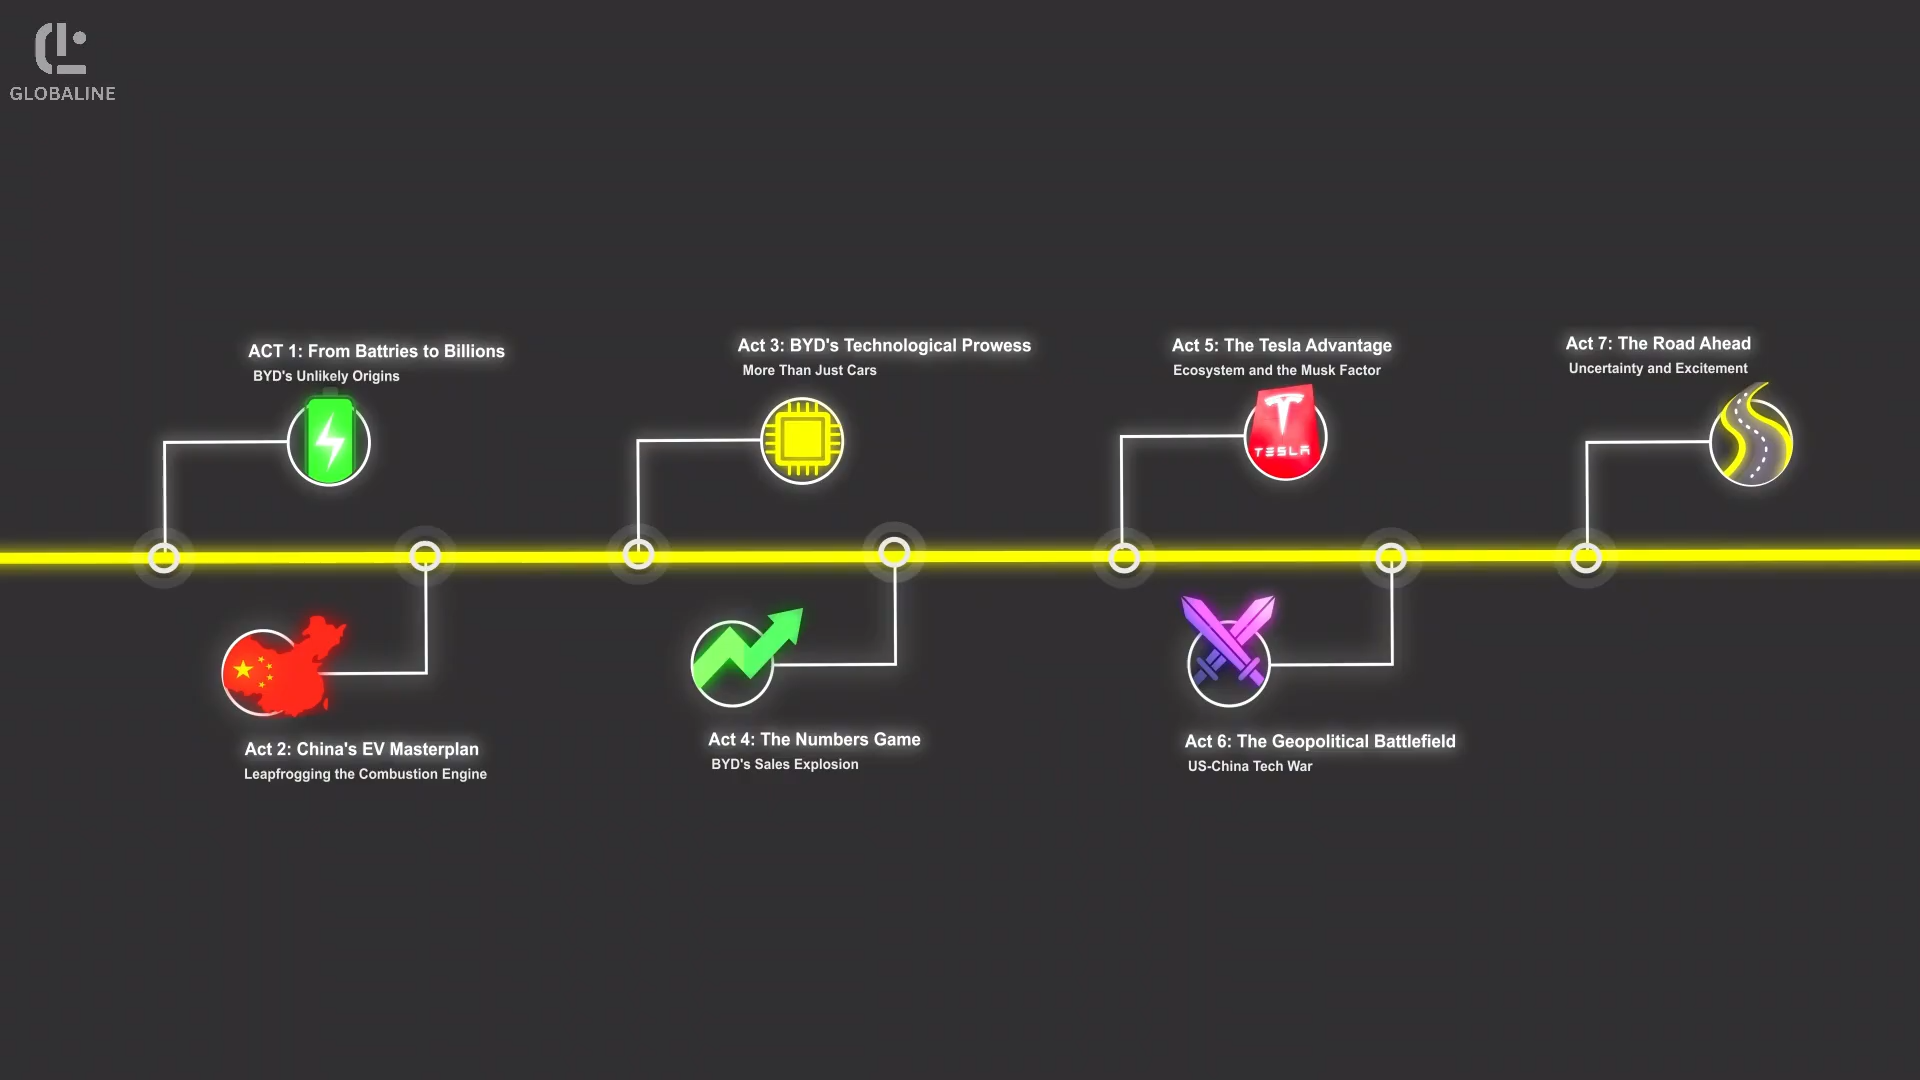 GLOBALINE
ACT 1: From Battries to Billions
BYD's Unlikely Origins
Act 2: China's EV Masterplan
Leapfrogging the Combustion Engine
Act 3: BYD's Technological Prowess
More Than Just Cars
Act 4: The Numbers Game
BYD's Sales Explosion
Act 5: The Tesla Advantage
Ecosystem and the Musk Factor
TESLA
Act 6: The Geopolitical Battlefield
US-China Tech War
Act 7: The Road Ahead
Uncertainty and Excitement